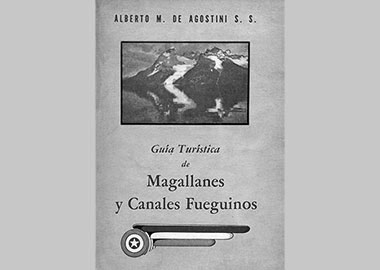 ALBERTO M. DE AGOSTINI S. S.
Guía Turística
de
Magallanes
y Canales Fueguinos